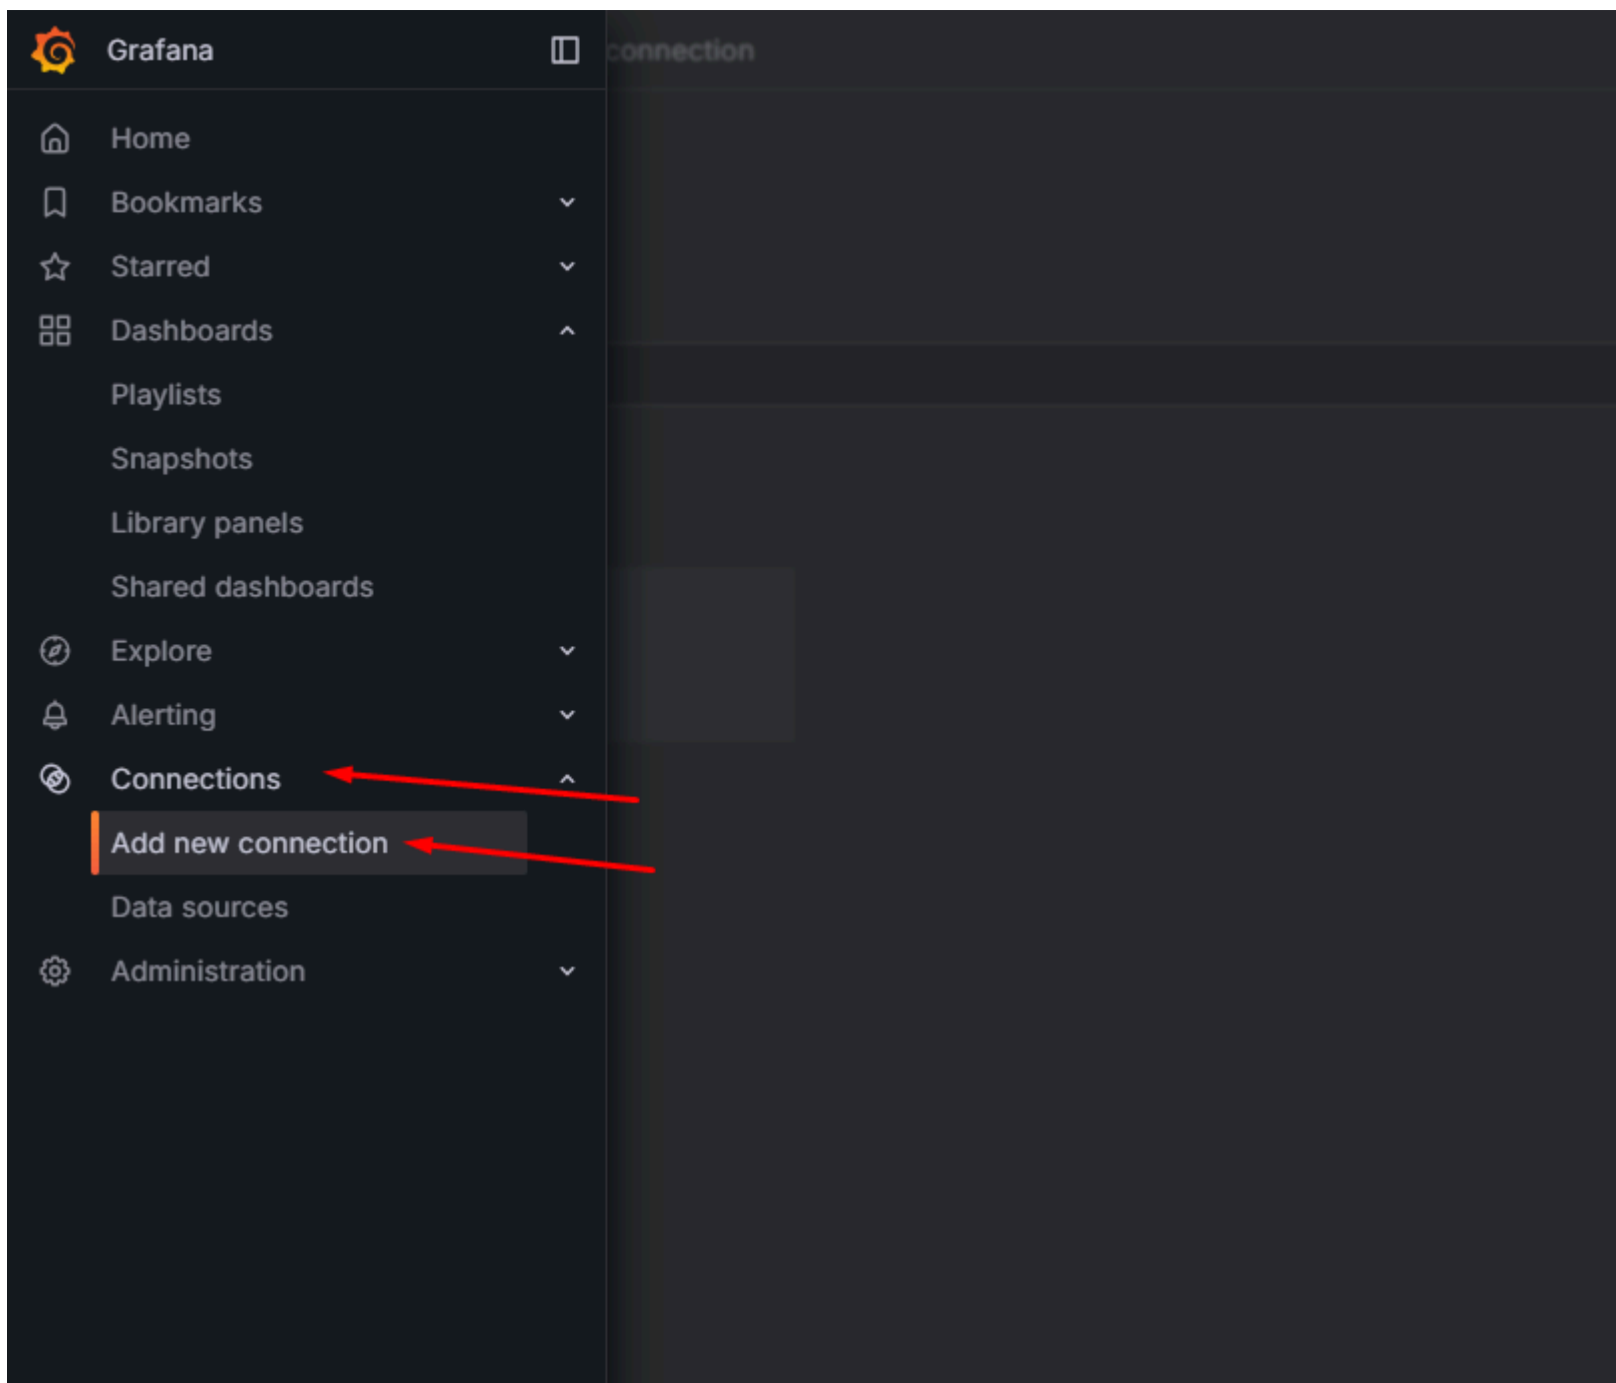 Grafana
connection
Home
Bookmarks
Starred
Dashboards
Playlists
Snapshots
Library panels
Shared dashboards
Explore
Alerting
Connections
Add new connection
Data sources
Administration